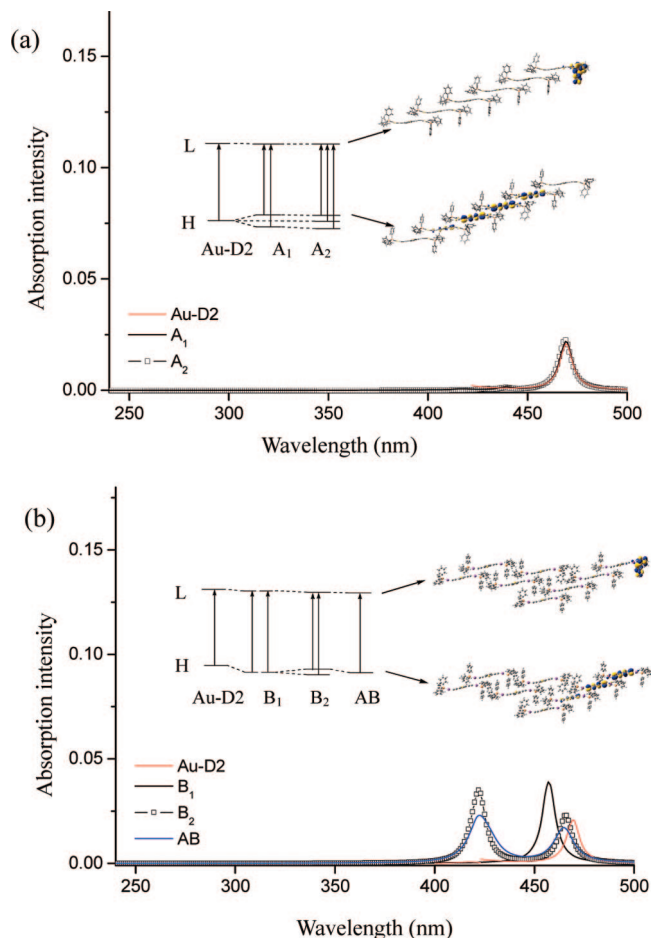 (a)
0.15
0.10
0.05
0.00
Absorption intensity
L
H
Au-D2 A₁ A₂
Au-D2
A₁
A₂
250 300 350 400 450 500
Wavelength (nm)
(b)
0.15
0.10
0.05
0.00
Absorption intensity
L
H
Au-D2 B₁ B₂ AB
Au-D2
B₁
B₂
AB
250 300 350 400 450 500
Wavelength (nm)